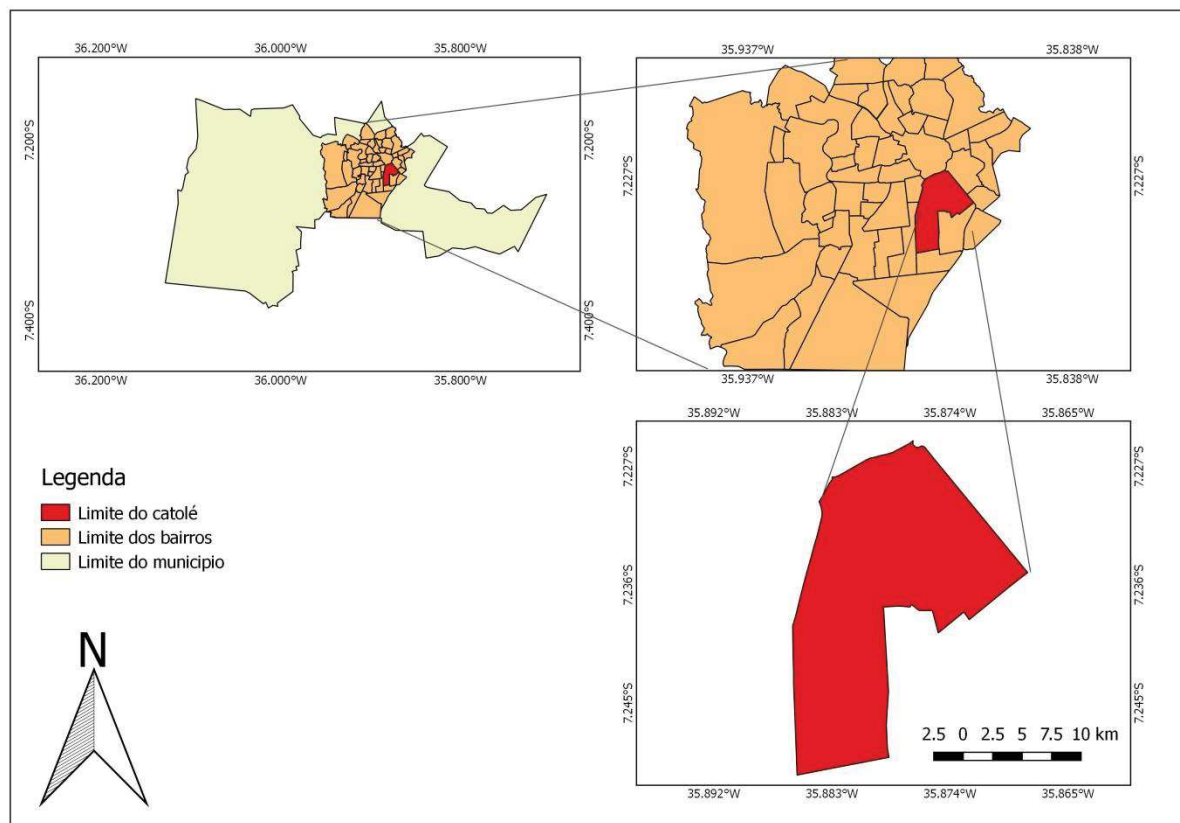 36.200°W 36.000°W 35.800°W
7.200°S 7.200°S
7.400°S 7.400°S
36.200°W 36.000°W 35.800°W
35.937°W 35.838°W
7.227°S 7.227°S
35.937°W 35.838°W
35.892°W 35.883°W 35.874°W 35.865°W
7.227°S 7.227°S
7.236°S 7.236°S
7.245°S 7.245°S
2.5 0 2.5 5 7.5 10 km
35.892°W 35.883°W 35.874°W 35.865°W
Legenda
Limite do catolé
Limite dos bairros
Limite do municipio
N